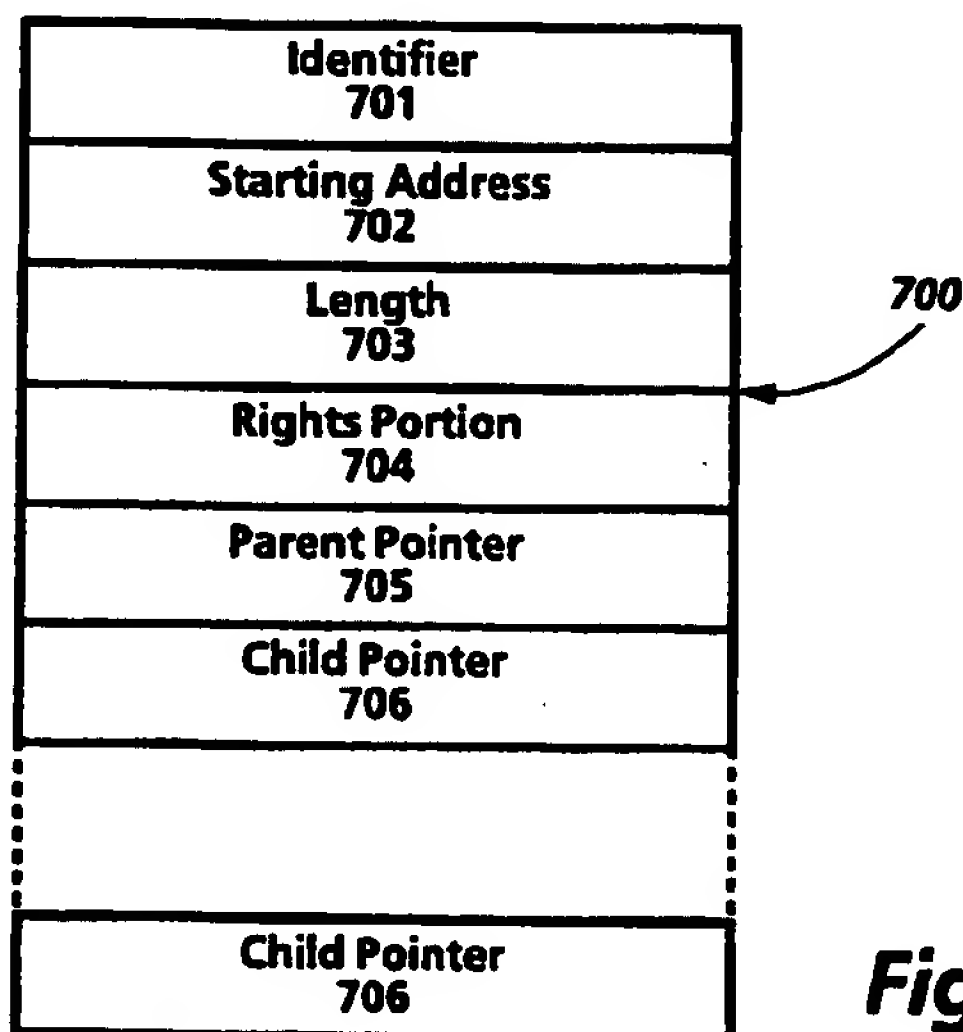 Identifier
701
Starting Address
702
Length
703
700
Rights Portion
704
Parent Pointer
705
Child Pointer
706
Child Pointer
706
Fig